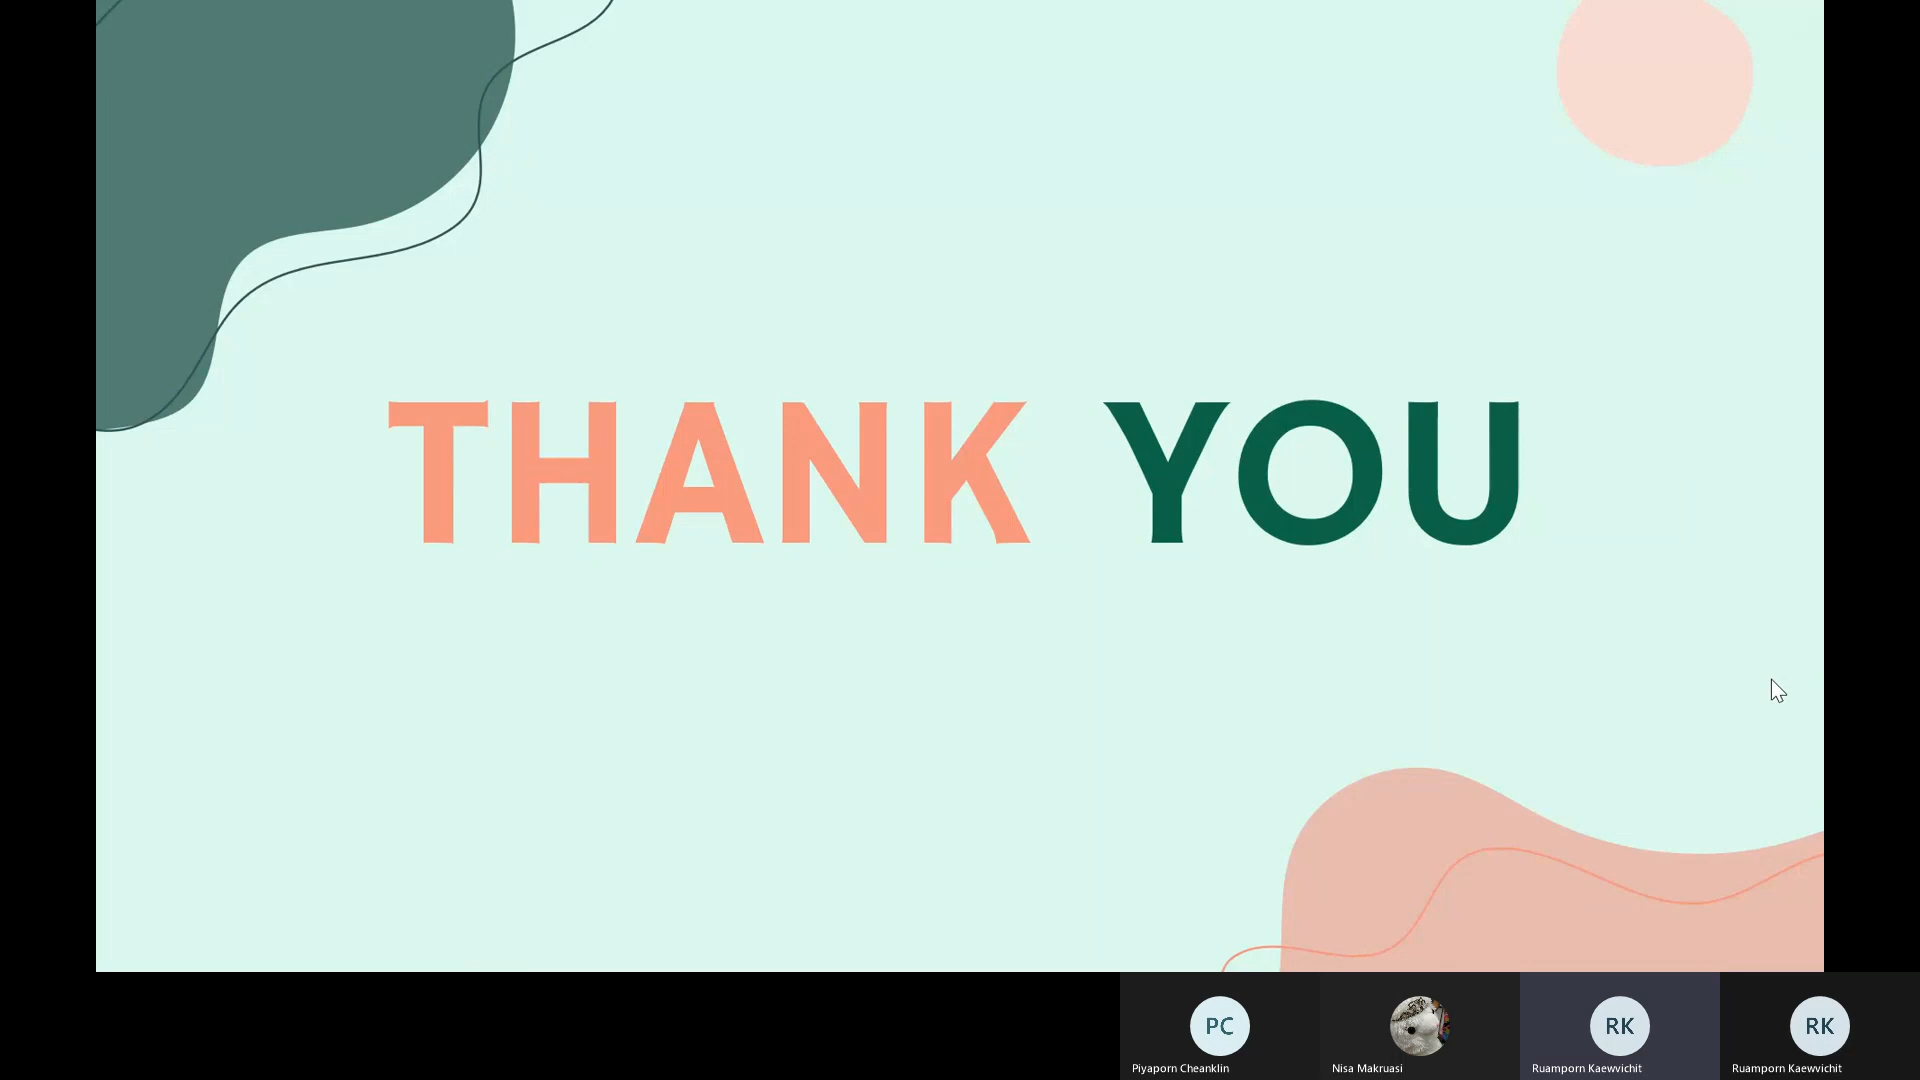 THANK YOU
PC
RK
RK
Piyaporn Cheanklin
Nisa Makruasi
Ruamporn Kaewvichit
Ruamporn Kaewvichit